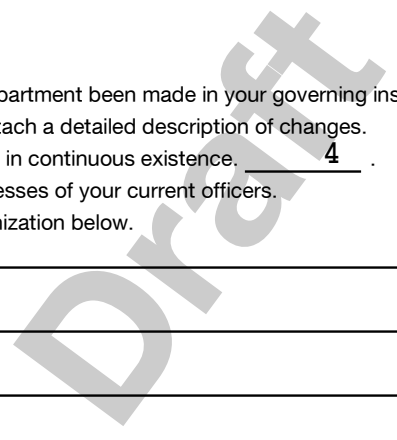 partment been made in your governing ins
tach a detailed description of changes.
in continuous existence. 4 .
esses of your current officers.
nization below.
Draft